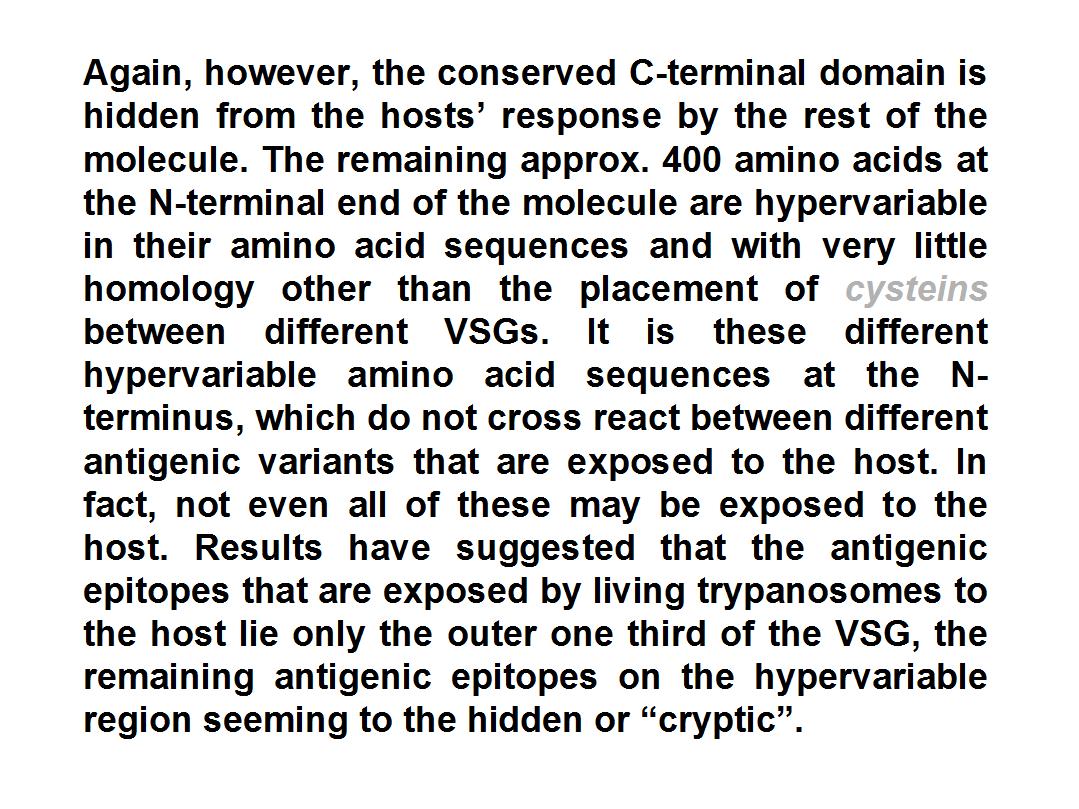 Again, however, the conserved C-terminal domain is
hidden from the hosts’ response by the rest of the
molecule. The remaining approx. 400 amino acids at
the N-terminal end of the molecule are hypervariable
in their amino acid sequences and with very little
homology other than the placement of cysteins
between different VSGs. It is these different
hypervariable amino acid sequences at the N-
terminus, which do not cross react between different
antigenic variants that are exposed to the host. In
fact, not even all of these may be exposed to the
host. Results have suggested that the antigenic
epitopes that are exposed by living trypanosomes to
the host lie only the outer one third of the VSG, the
remaining antigenic epitopes on the hypervariable
region seeming to the hidden or “cryptic”.